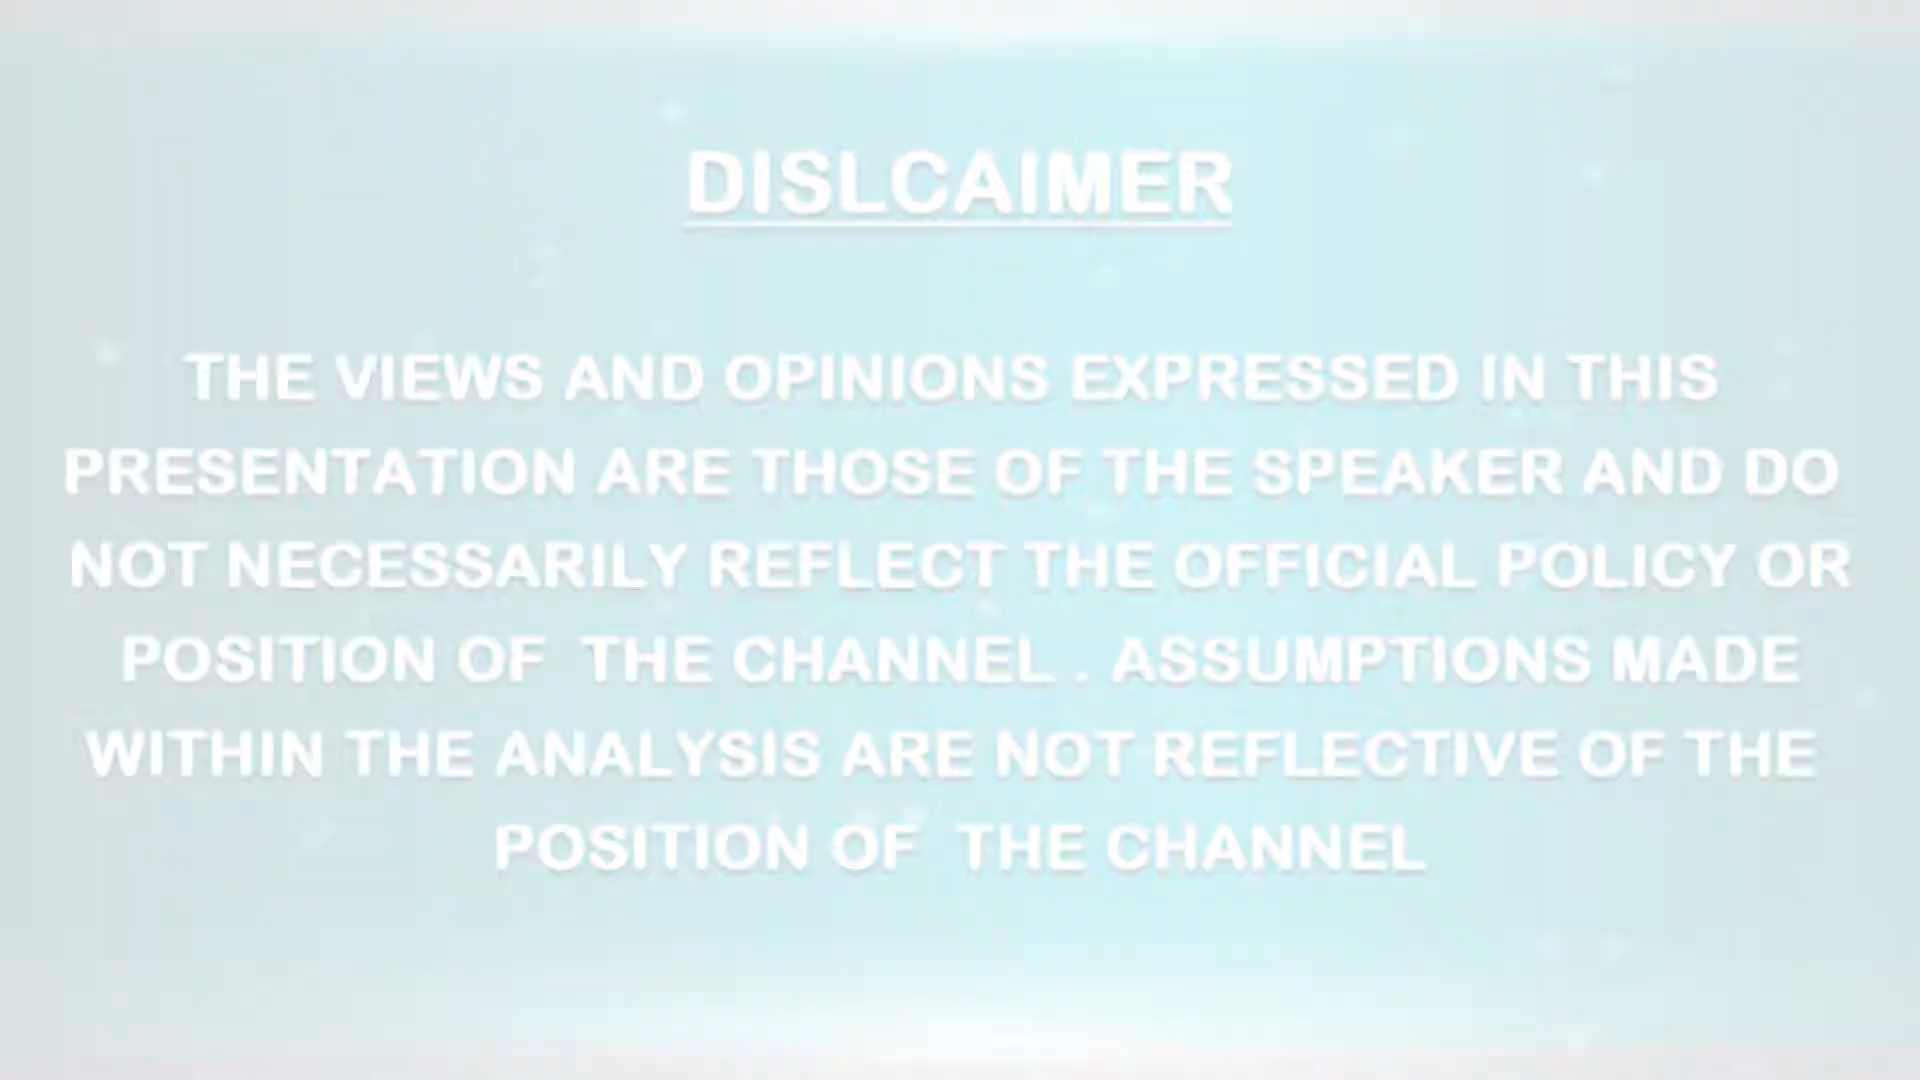 DISLCAIMER
THE VIEWS AND OPINIONS EXPRESSED IN THIS
PRESENTATION ARE THOSE OF THE SPEAKER AND DO
NOT NECESSARILY REFLECT THE OFFICIAL POLICY OR
POSITION OF THE CHANNEL . ASSUMPTIONS MADE
WITHIN THE ANALYSIS ARE NOT REFLECTIVE OF THE
POSITION OF THE CHANNEL